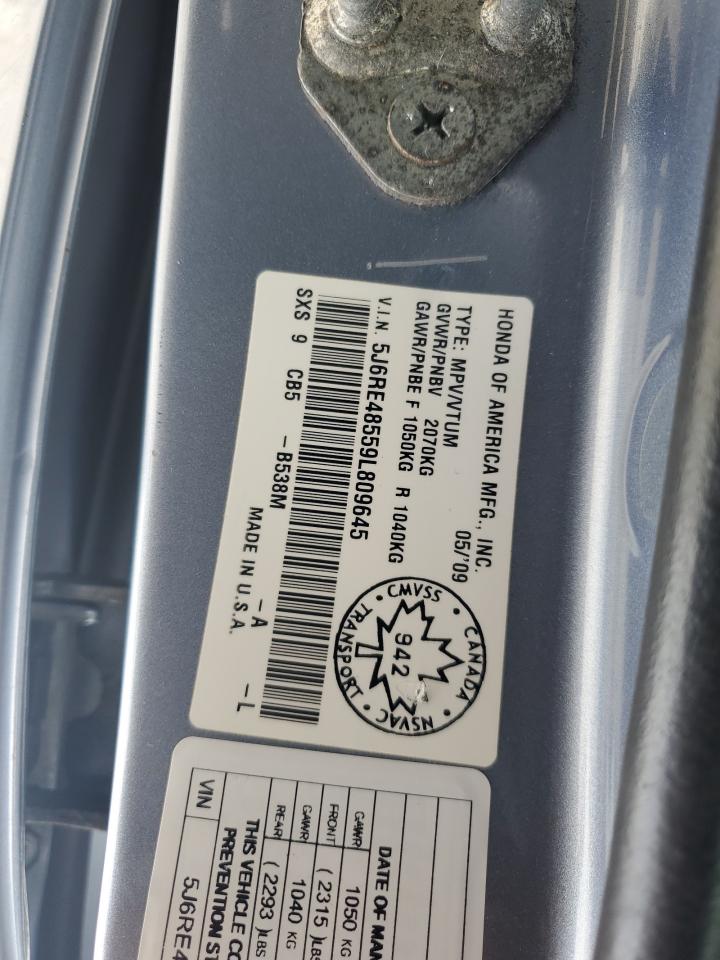 HONDA OF AMERICA MFG., INC.
05/'09
TYPE: MPV/VTUM
GVWR/PNBV 2070KG
GAWR/PNBE F 1050KG R 1040KG
V.I.N. 5J6RE48559L809645
SXS 9 CB5 -B538M -A -L
MADE IN U.S.A.
CMVSS · CANADA · NSVAC · TRANSPORT ·
942
DATE OF MAN
GAWR FRONT 1050 KG ( 2315 )LBS
GAWR REAR 1040 KG ( 2293 )LBS
THIS VEHICLE CO
PREVENTION ST
VIN 5J6RE4